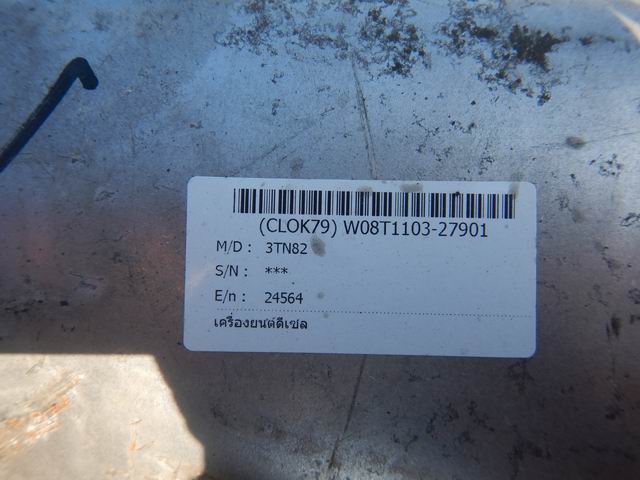 (CLOK79) W08T1103-27901
M/D : 3TN82
S/N : ***
E/n : 24564
เครื่องยนต์ดีเซล